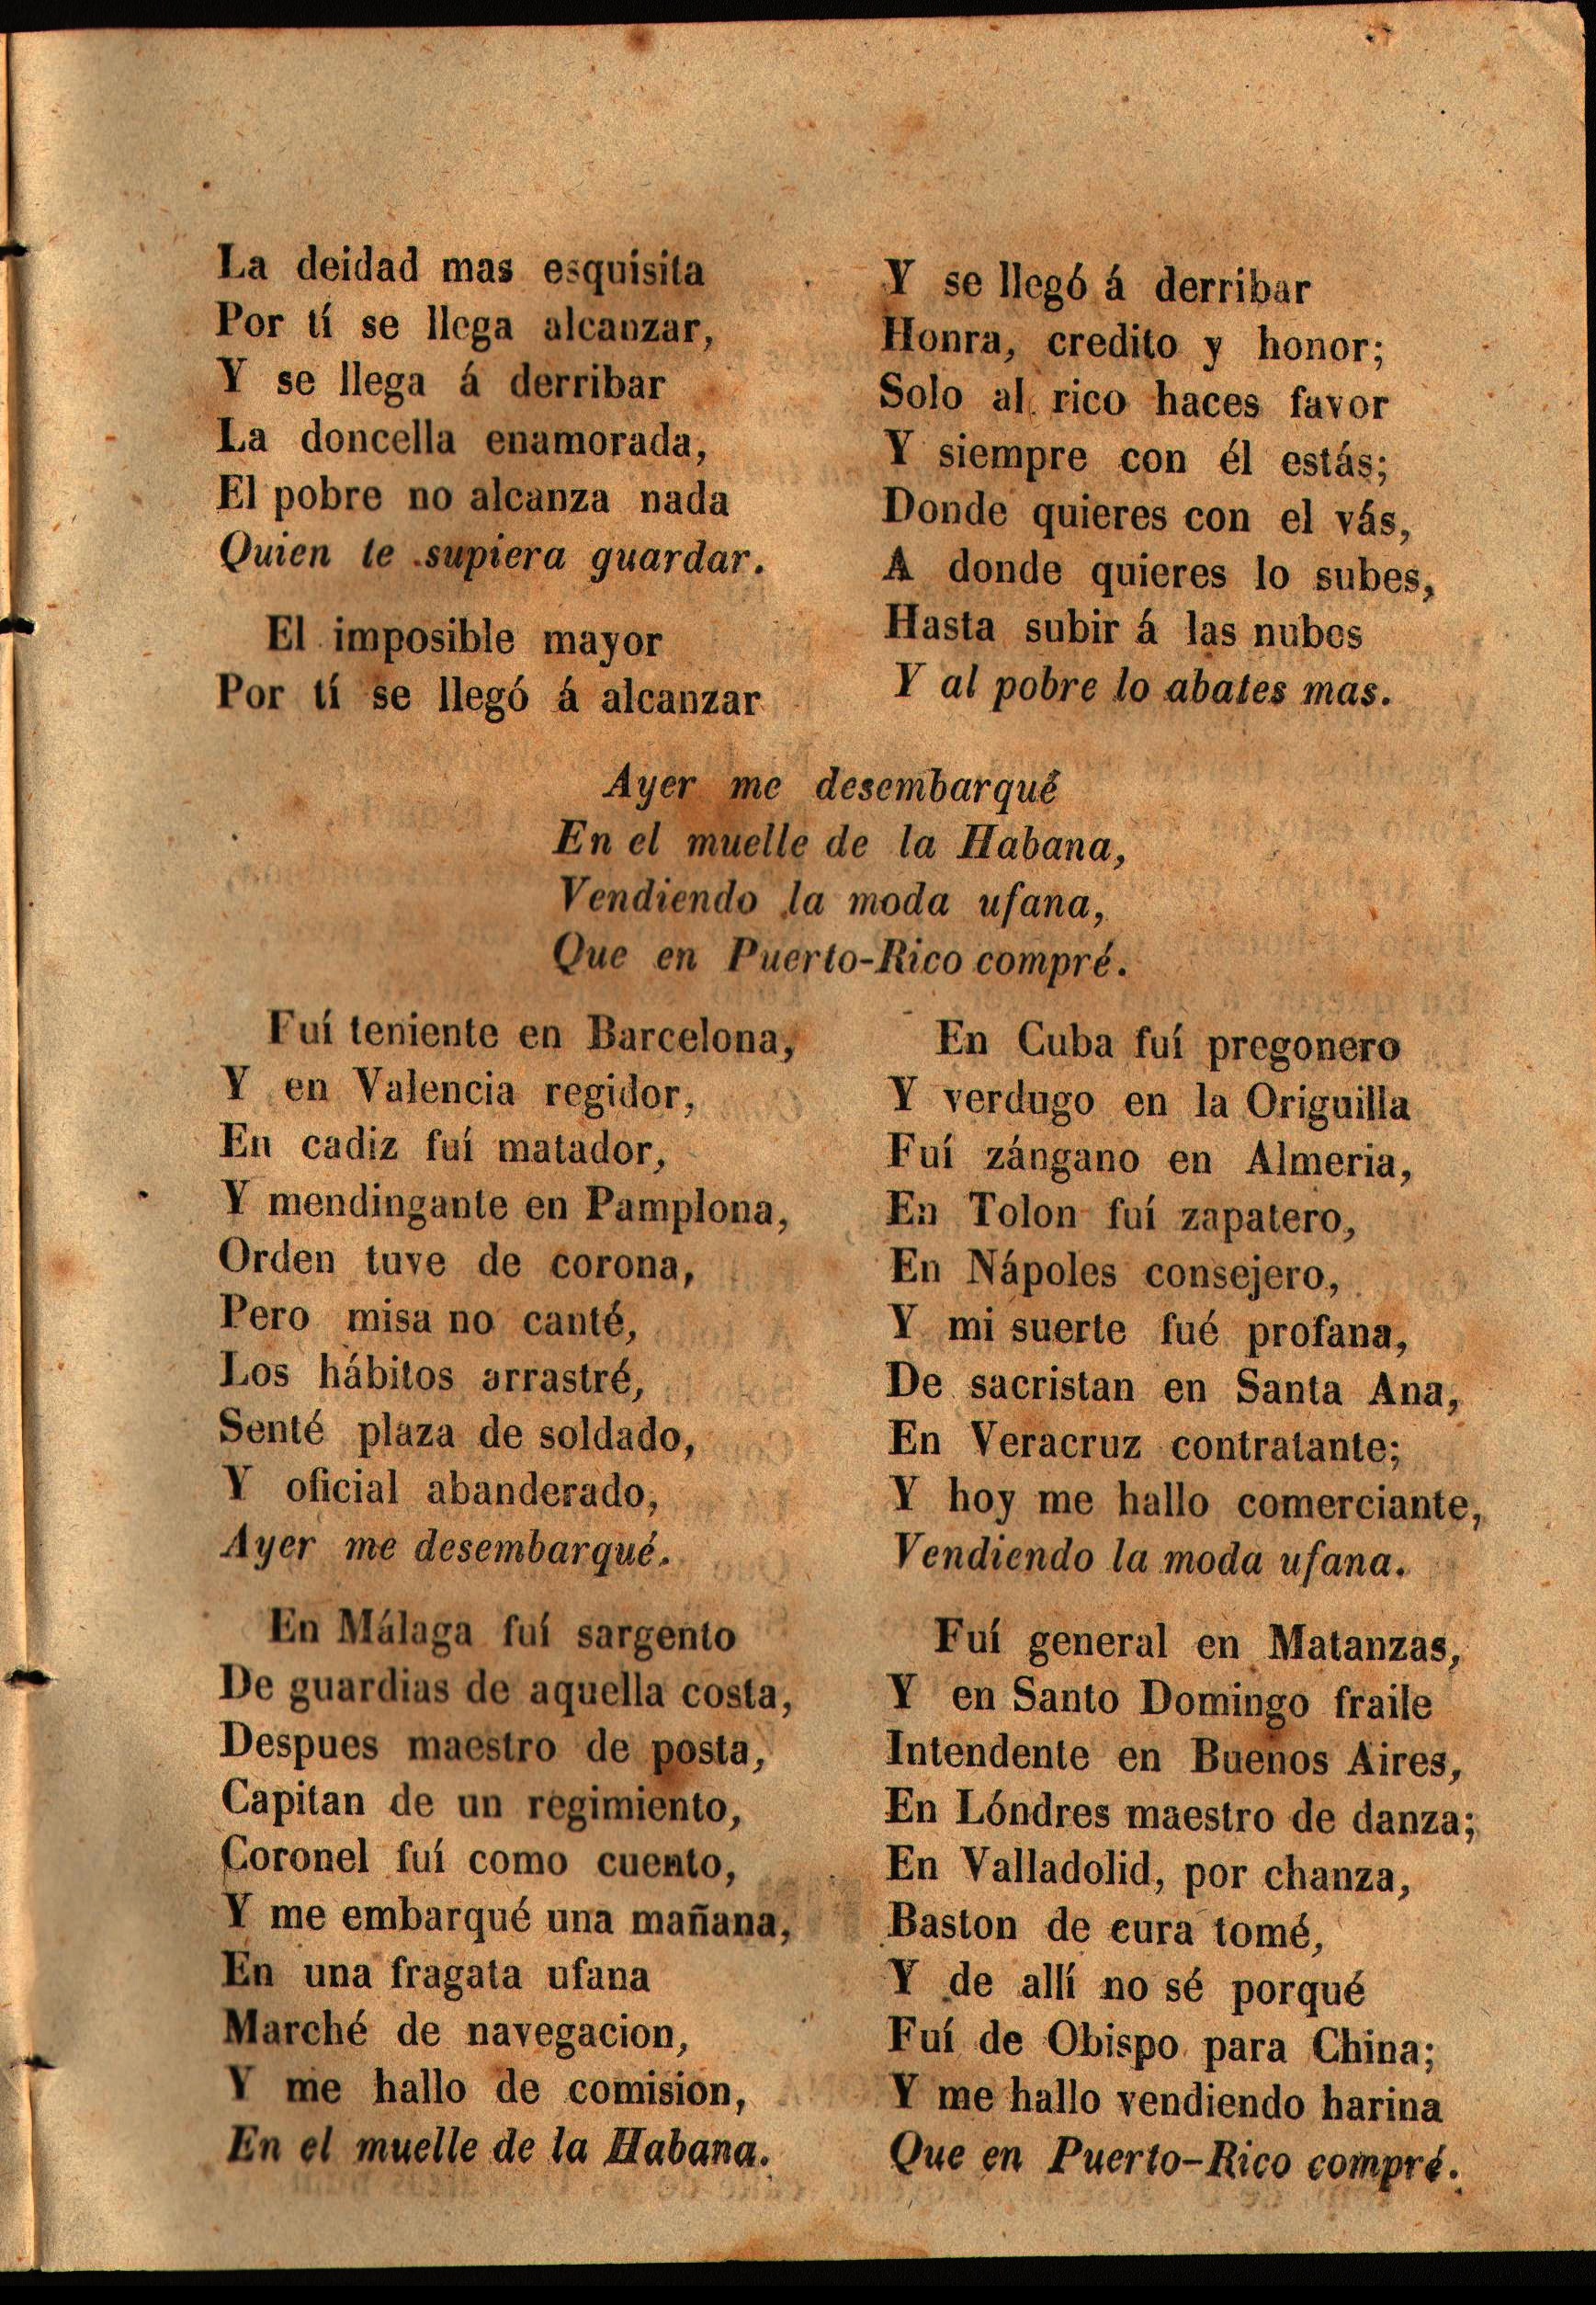 La deidad mas esquisita
Por tí se llega alcanzar,
Y se llega á derribar
La doncella enamorada,
El pobre no alcanza nada
Quien te supiera guardar.
El imposible mayor
Por tí se llegó á alcanzar
Y se llegó á derribar
Honra, credito y honor;
Solo al rico haces favor
Y siempre con él estás;
Donde quieres con el vás,
A donde quieres lo subes,
Hasta subir á las nubes
Y al pobre lo abates mas.
Ayer me desembarqué
En el muelle de la Habana,
Vendiendo la moda ufana,
Que en Puerto-Rico compré.
Fuí teniente en Barcelona,
Y en Valencia regidor,
En cadiz fuí matador,
Y mendingante en Pamplona,
Orden tuve de corona,
Pero misa no canté,
Los hábitos arrastré,
Senté plaza de soldado,
Y oficial abanderado,
Ayer me desembarqué.
En Málaga fuí sargento
De guardias de aquella costa,
Despues maestro de posta,
Capitan de un regimiento,
Coronel fuí como cuento,
Y me embarqué una mañana,
En una fragata ufana
Marché de navegacion,
Y me hallo de comision,
En el muelle de la Habana.
En Cuba fuí pregonero
Y verdugo en la Origuilla
Fuí zángano en Almeria,
En Tolon fuí zapatero,
En Nápoles consejero,
Y mi suerte fué profana,
De sacristan en Santa Ana,
En Veracruz contratante;
Y hoy me hallo comerciante,
Vendiendo la moda ufana.
Fuí general en Matanzas,
Y en Santo Domingo fraile
Intendente en Buenos Aires,
En Lóndres maestro de danza;
En Valladolid, por chanza,
Baston de cura tomé,
Y de allí no sé porqué
Fuí de Obispo para China;
Y me hallo vendiendo harina
Que en Puerto-Rico compré.